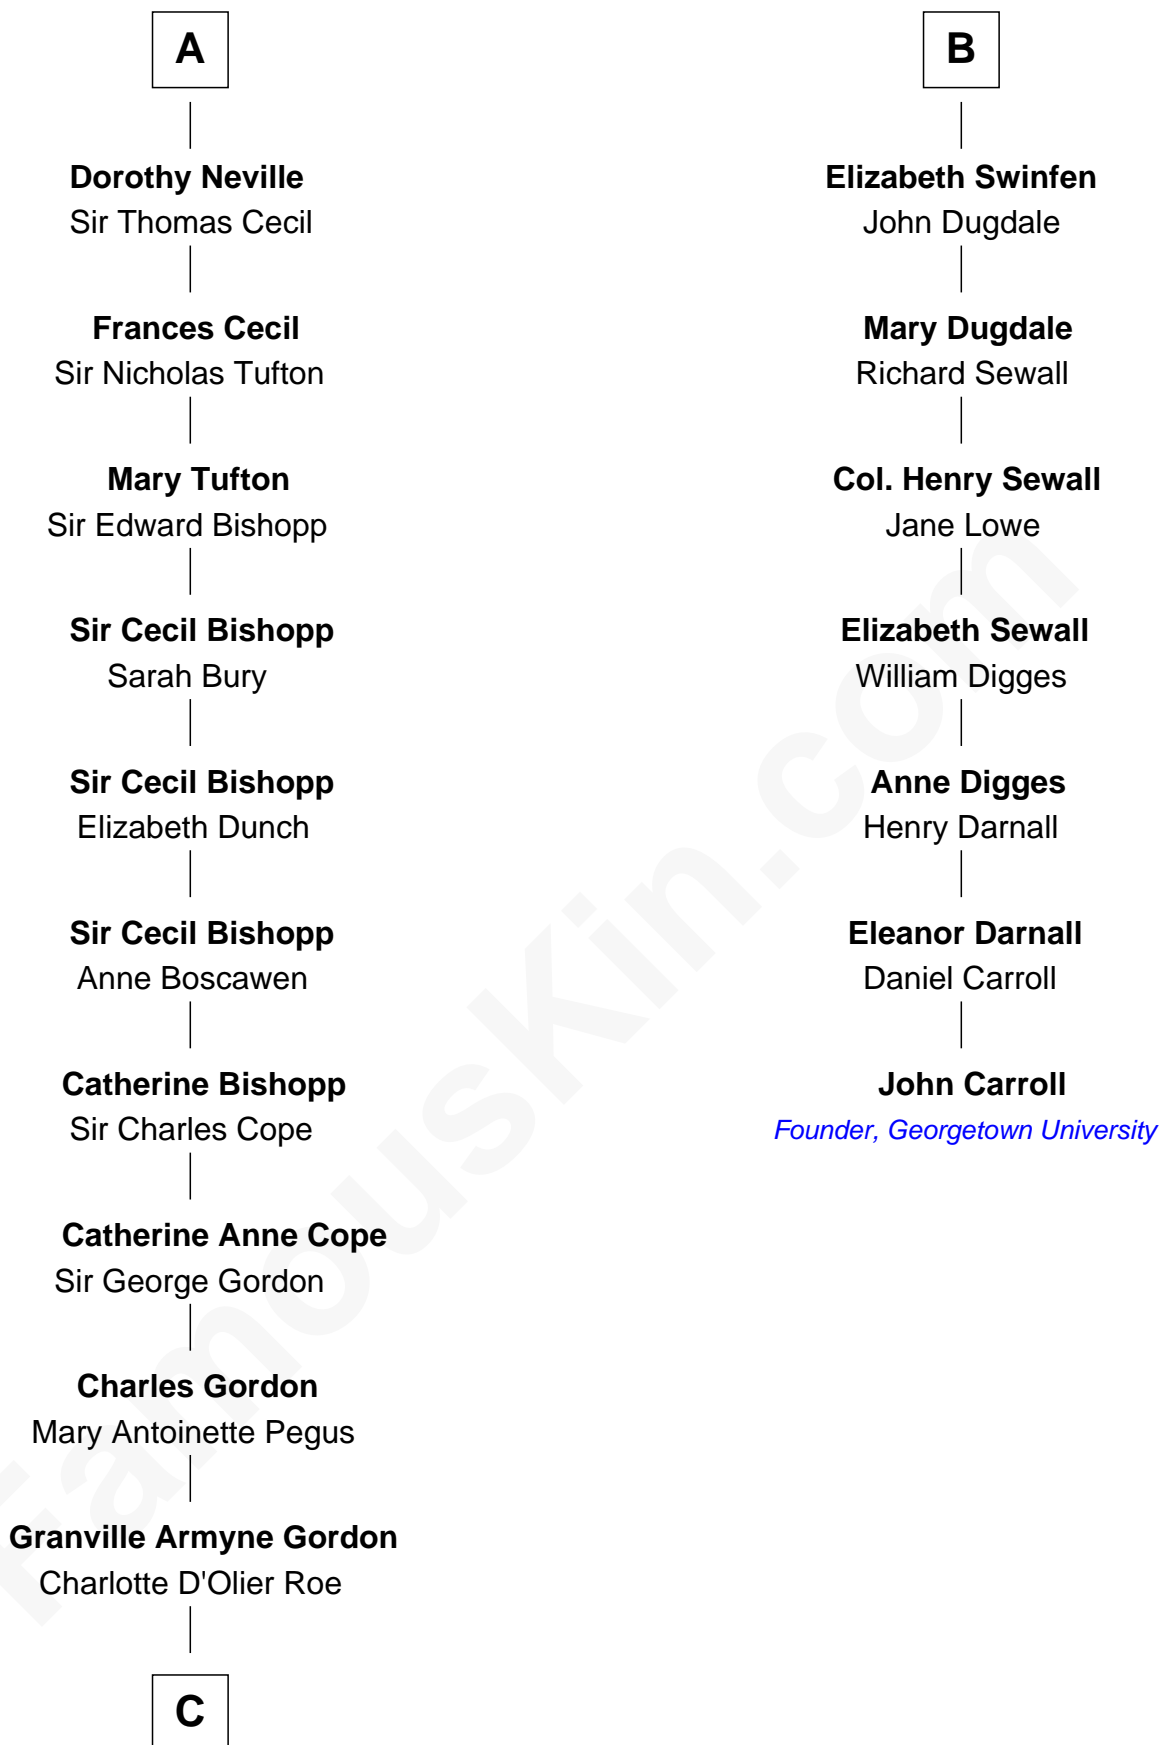 A
Dorothy Neville
Sir Thomas Cecil
Frances Cecil
Sir Nicholas Tufton
Mary Tufton
Sir Edward Bishopp
Sir Cecil Bishopp
Sarah Bury
Sir Cecil Bishopp
Elizabeth Dunch
Sir Cecil Bishopp
Anne Boscawen
Catherine Bishopp
Sir Charles Cope
Catherine Anne Cope
Sir George Gordon
Charles Gordon
Mary Antoinette Pegus
Granville Armyne Gordon
Charlotte D'Olier Roe
C
B
Elizabeth Swinfen
John Dugdale
Mary Dugdale
Richard Sewall
Col. Henry Sewall
Jane Lowe
Elizabeth Sewall
William Digges
Anne Digges
Henry Darnall
Eleanor Darnall
Daniel Carroll
John Carroll
Founder, Georgetown University
FamousKin.com